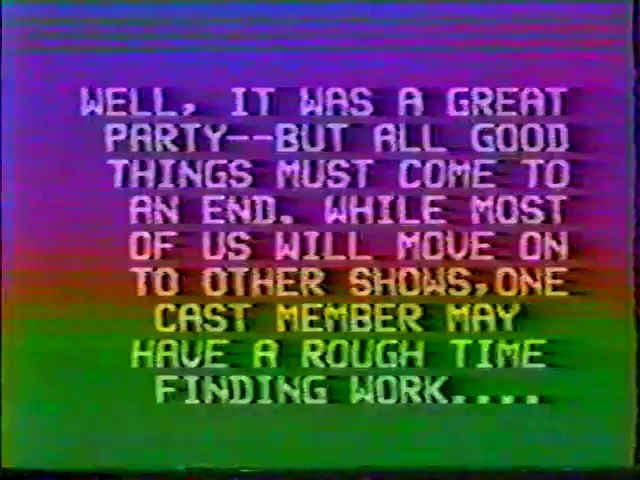 WELL, IT WAS A GREAT
PARTY--BUT ALL GOOD
THINGS MUST COME TO
AN END. WHILE MOST
OF US WILL MOVE ON
TO OTHER SHOWS,ONE
CAST MEMBER MAY
HAVE A ROUGH TIME
FINDING WORK....